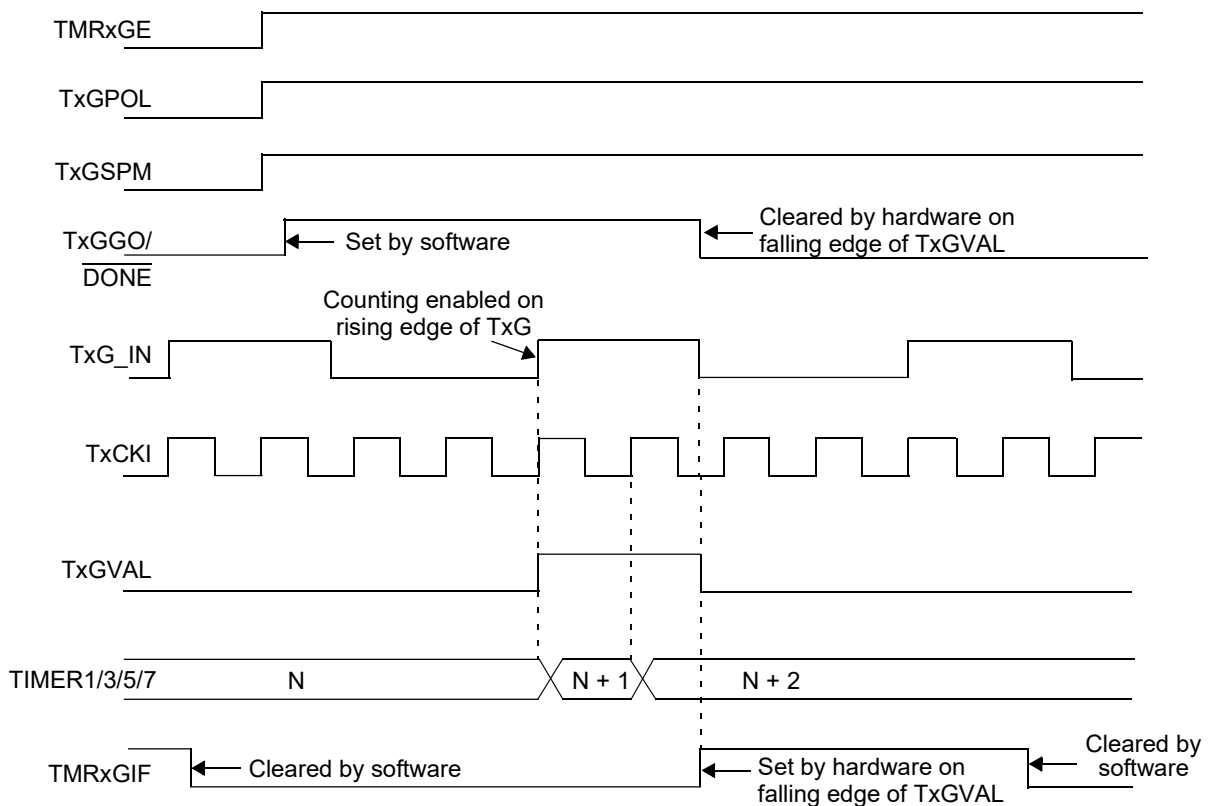 TMRxGE
TxGPOL
TxGSPM
TxGGO/
DONE
Set by software
Cleared by hardware on
falling edge of TxGVAL
Counting enabled on
rising edge of TxG
TxG_IN
TxCKI
TxGVAL
TIMER1/3/5/7
N
N + 1
N + 2
TMRxGIF
Cleared by software
Set by hardware on
falling edge of TxGVAL
Cleared by
software